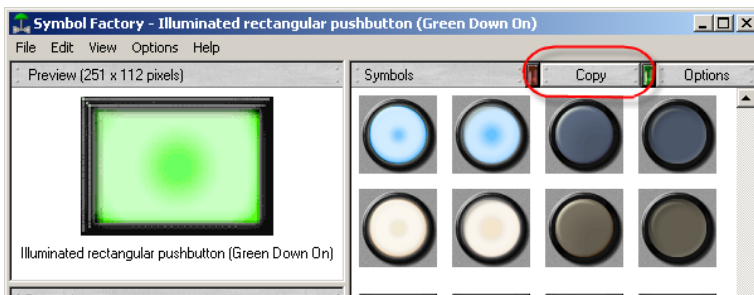 Symbol Factory - Illuminated rectangular pushbutton (Green Down On)
File Edit View Options Help
Preview (251 x 112 pixels)
Symbols Copy Options
Illuminated rectangular pushbutton (Green Down On)